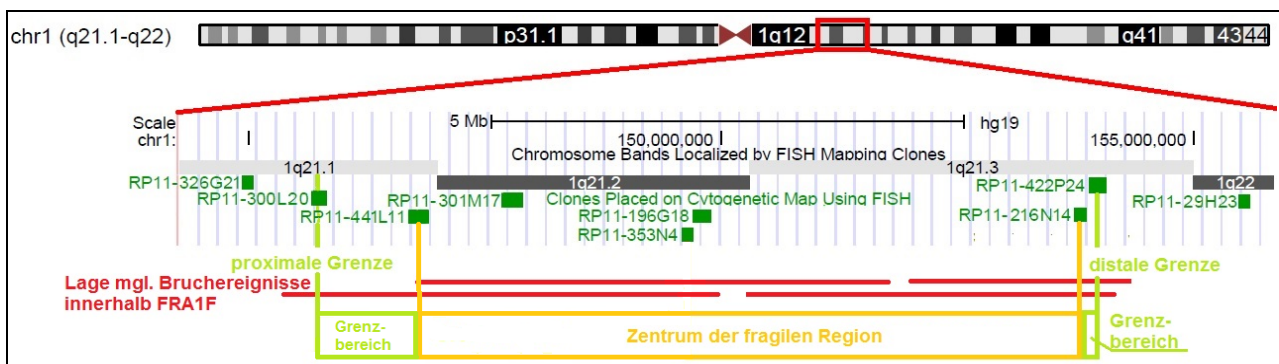 chr1 (q21.1-q22) p31.1 1q12 q41 43 44
Scale 5 Mb hg19
chr1: 150,000,000 155,000,000
Chromosome Bands Localized by FISH Mapping Clones
1q21.1 1q21.3
RP11-326G21 1q21.2 RP11-422P24 1q22
RP11-300L20 RP11-301M17 Clones Placed on Cytogenetic Map Using FISH RP11-29H23
RP11-441L11 RP11-196G18 RP11-216N14
RP11-353N4
proximale Grenze distale Grenze
Lage mgl. Bruchereignisse
innerhalb FRA1F
Grenz-
bereich
Zentrum der fragilen Region
Grenz-
bereich